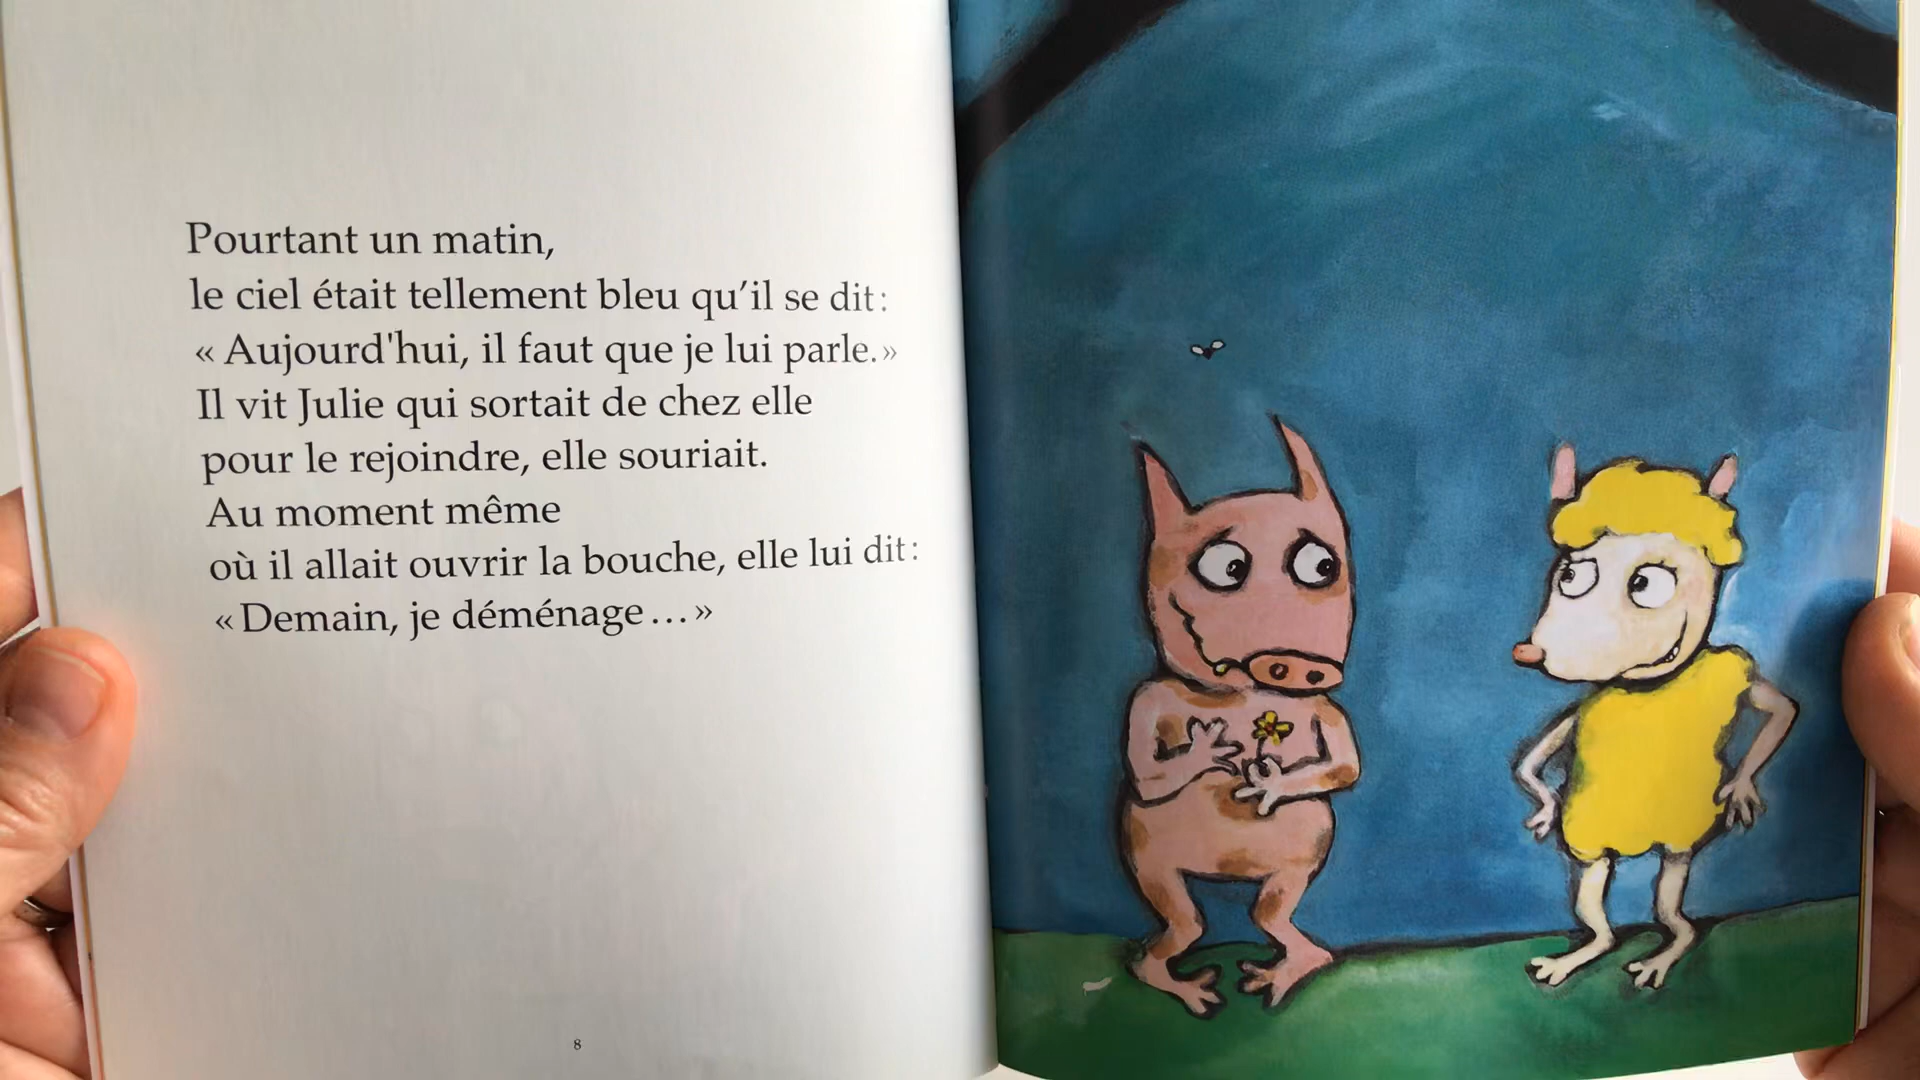 Pourtant un matin,
le ciel était tellement bleu qu’il se dit :
« Aujourd'hui, il faut que je lui parle. »
Il vit Julie qui sortait de chez elle
pour le rejoindre, elle souriait.
Au moment même
où il allait ouvrir la bouche, elle lui dit :
« Demain, je déménage… »
8